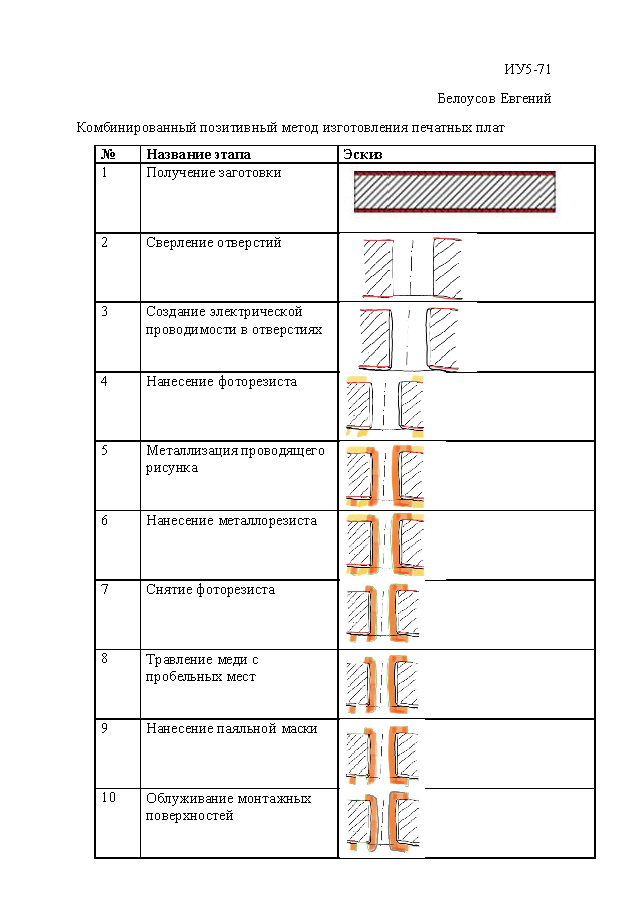 ИУ5-71
Белоусов Евгений
Комбинированный позитивный метод изготовления печатных плат
№ Название этапа Эскиз
1 Получение заготовки
2 Сверление отверстий
3 Создание электрической
проводимости в отверстиях
4 Нанесение фоторезиста
5 Металлизация проводящего
рисунка
6 Нанесение металлорезиста
7 Снятие фоторезиста
8 Травление меди с
пробельных мест
9 Нанесение паяльной маски
10 Облуживание монтажных
поверхностей